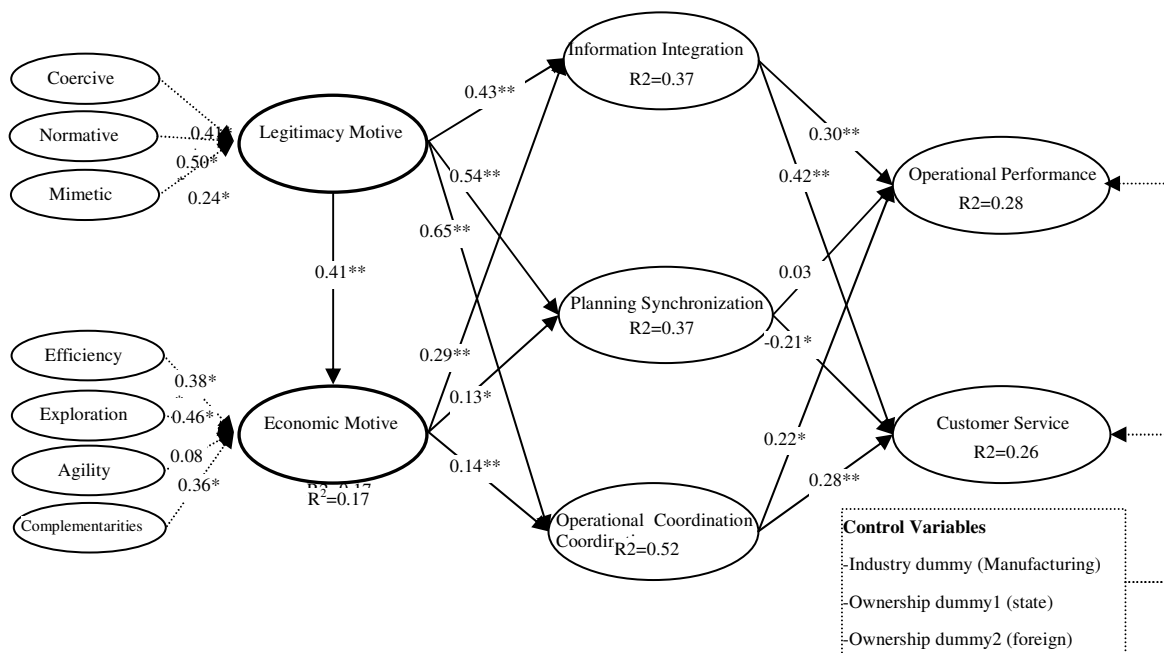 Coercive
Normative
Mimetic
0.41*
0.50*
0.24*
Legitimacy Motive
0.41**
Efficiency
Exploration
Agility
Complementarities
0.38*
0.46*
0.08
0.36*
Economic Motive
R²=0.17
0.43**
0.54**
0.65**
0.29**
0.13*
0.14**
Information Integration
R2=0.37
Planning Synchronization
R2=0.37
Operational Coordination
R2=0.52
0.30**
0.42**
0.03
-0.21*
0.22*
0.28**
Operational Performance
R2=0.28
Customer Service
R2=0.26
Control Variables
-Industry dummy (Manufacturing)
-Ownership dummy1 (state)
-Ownership dummy2 (foreign)